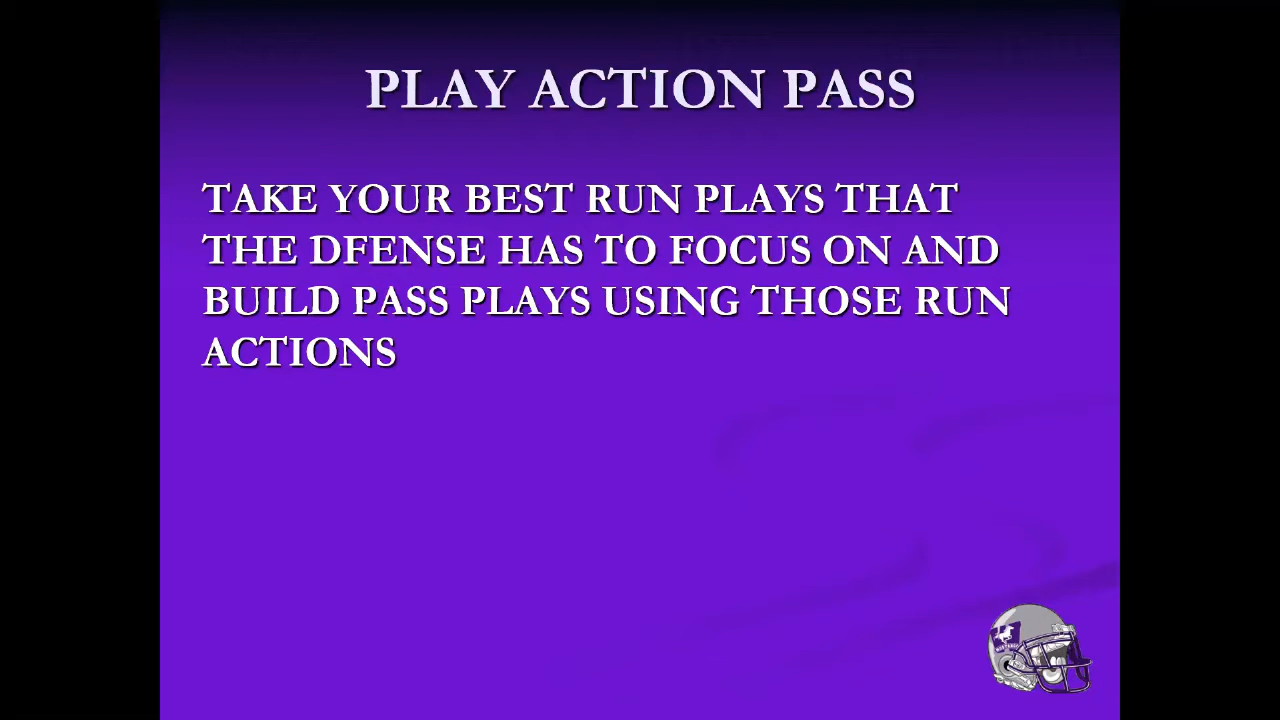 PLAY ACTION PASS
TAKE YOUR BEST RUN PLAYS THAT
THE DFENSE HAS TO FOCUS ON AND
BUILD PASS PLAYS USING THOSE RUN
ACTIONS